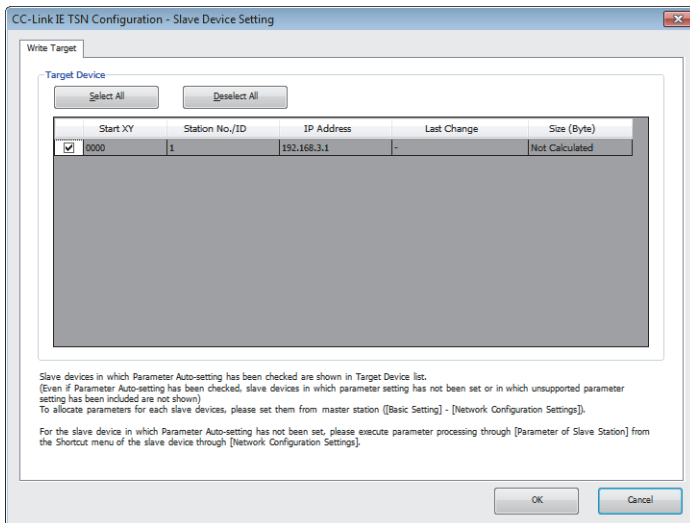 CC-Link IE TSN Configuration - Slave Device Setting
Write Target
Target Device
Select All Deselect All
Start XY Station No./ID IP Address Last Change Size (Byte)
0000 1 192.168.3.1 - Not Calculated
Slave devices in which Parameter Auto-setting has been checked are shown in Target Device list.
(Even if Parameter Auto-setting has been checked, slave devices in which parameter setting has not been set or in which unsupported parameter
setting has been included are not shown)
To allocate parameters for each slave devices, please set them from master station ([Basic Setting] - [Network Configuration Settings]).
For the slave device in which Parameter Auto-setting has not been set, please execute parameter processing through [Parameter of Slave Station] from
the Shortcut menu of the slave device through [Network Configuration Settings].
OK Cancel